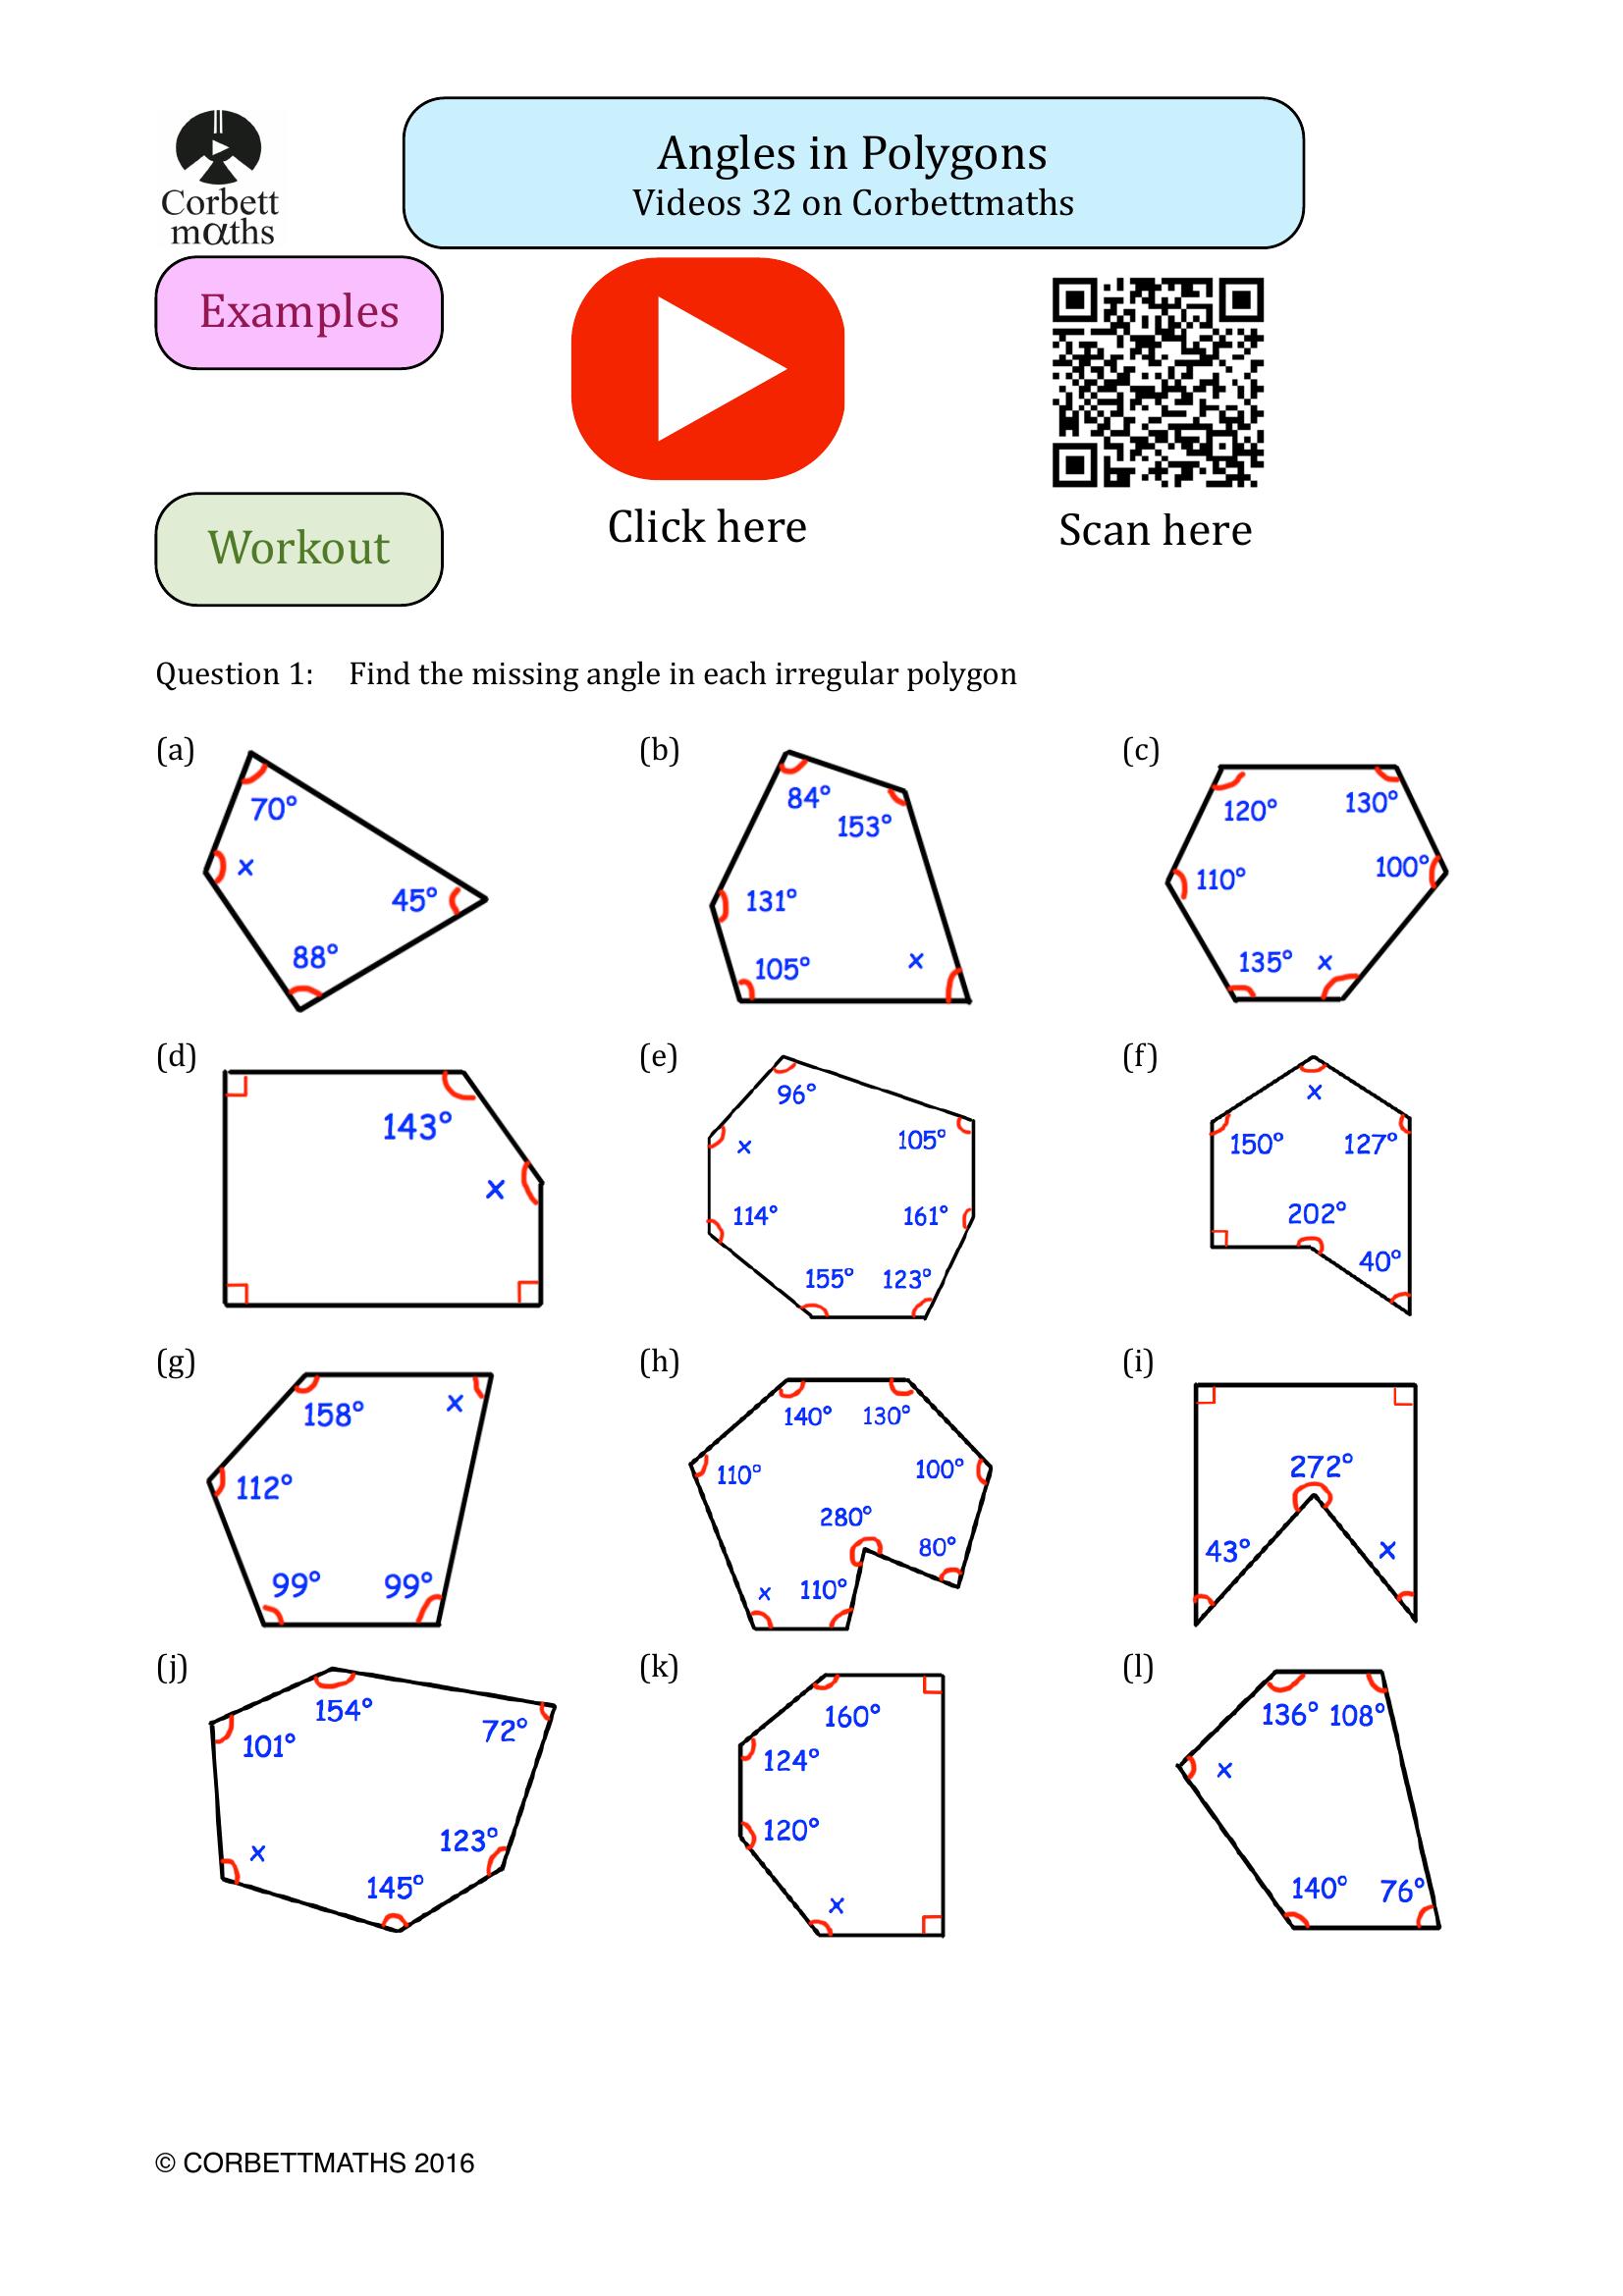 Corbett
mαths
Angles in Polygons
Videos 32 on Corbettmaths
Examples
Workout
Click here
Scan here
Question 1: Find the missing angle in each irregular polygon
(a)
70°
x
45°
88°
(b)
84°
153°
131°
105°
x
(c)
120°
130°
110°
100°
135°
x
(d)
143°
x
(e)
96°
x
105°
114°
161°
155°
123°
(f)
x
150°
127°
202°
40°
(g)
158°
x
112°
99°
99°
(h)
140°
130°
110°
100°
280°
80°
x
110°
(i)
272°
43°
x
(j)
154°
101°
72°
x
123°
145°
(k)
160°
124°
120°
x
(l)
136°
108°
x
140°
76°
© CORBETTMATHS 2016